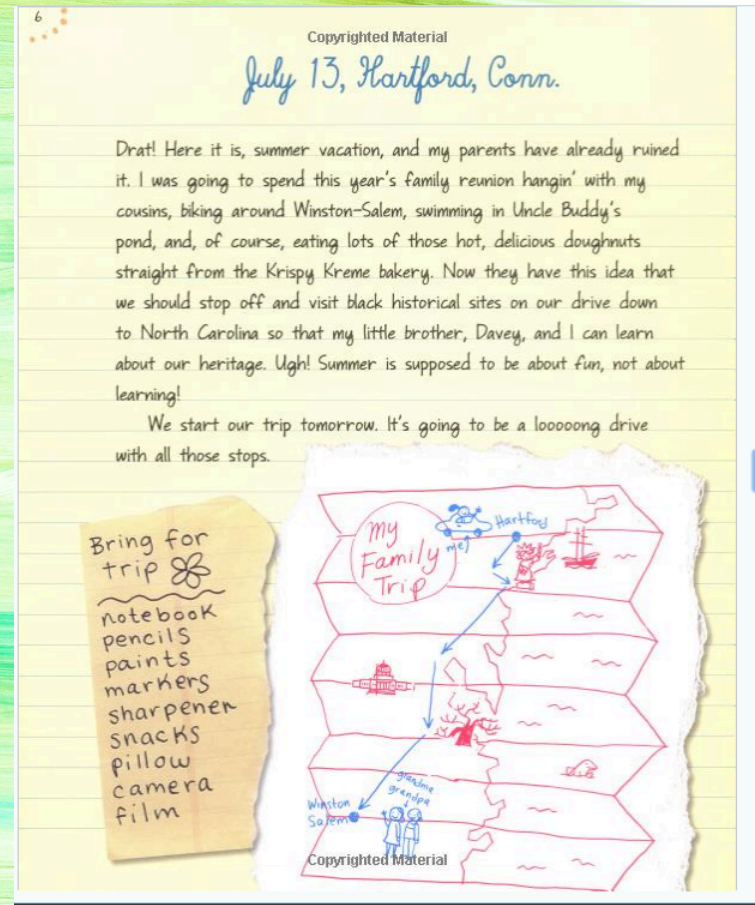 6
Copyrighted Material
July 13, Hartford, Conn.
Drat! Here it is, summer vacation, and my parents have already ruined
it. I was going to spend this year's family reunion hangin' with my
cousins, biking around Winston-Salem, swimming in Uncle Buddy's
pond, and, of course, eating lots of those hot, delicious doughnuts
straight from the Krispy Kreme bakery. Now they have this idea that
we should stop off and visit black historical sites on our drive down
to North Carolina so that my little brother, Davey, and I can learn
about our heritage. Ugh! Summer is supposed to be about fun, not about
learning!
We start our trip tomorrow. It's going to be a looooong drive
with all those stops.
Bring for
trip
notebook
pencils
paints
markers
sharpener
snacks
pillow
camera
film
My
Family
Trip
me
Hartford
grandma
grandpa
Winston
Salem
Copyrighted Material